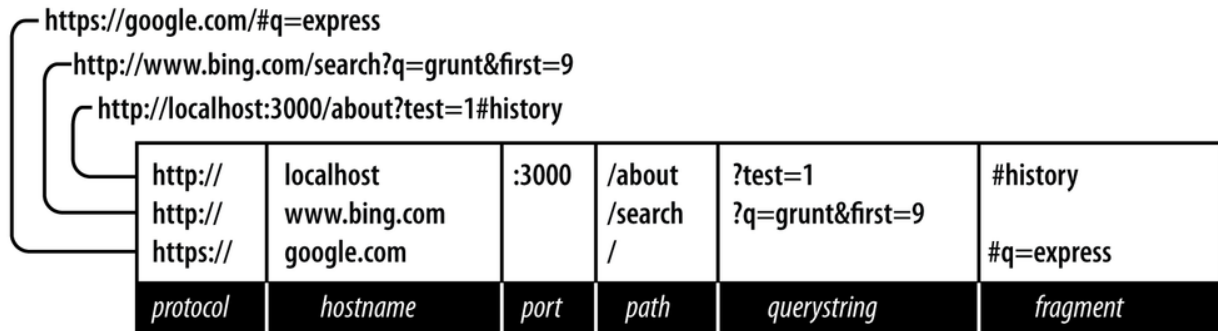 https://google.com/#q=express
http://www.bing.com/search?q=grunt&first=9
http://localhost:3000/about?test=1#history
http:// localhost :3000 /about ?test=1 #history
http:// www.bing.com /search ?q=grunt&first=9
https:// google.com / #q=express
protocol hostname port path querystring fragment